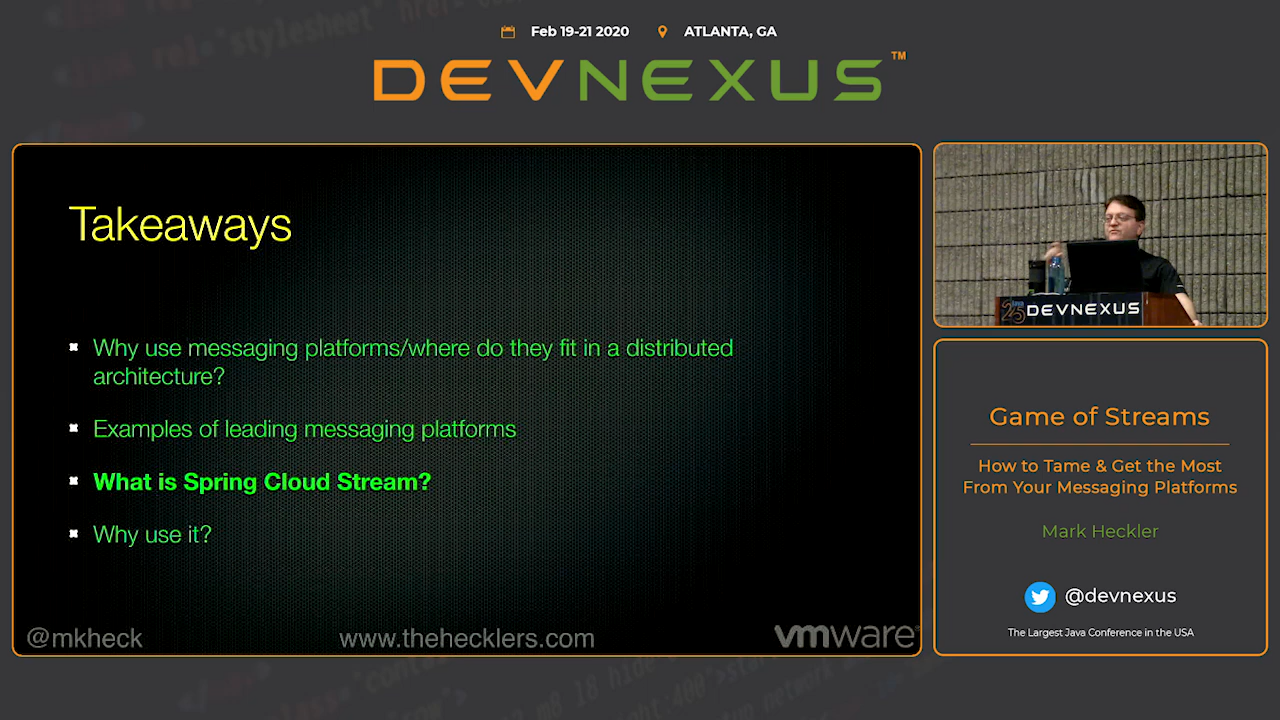 Feb 19-21 2020
ATLANTA, GA
DEVNEXUS™
Takeaways
Why use messaging platforms/where do they fit in a distributed
architecture?
Examples of leading messaging platforms
What is Spring Cloud Stream?
Why use it?
@mkheck
www.thehecklers.com
vmware®
DEVNEXUS
Game of Streams
How to Tame & Get the Most
From Your Messaging Platforms
Mark Heckler
@devnexus
The Largest Java Conference in the USA